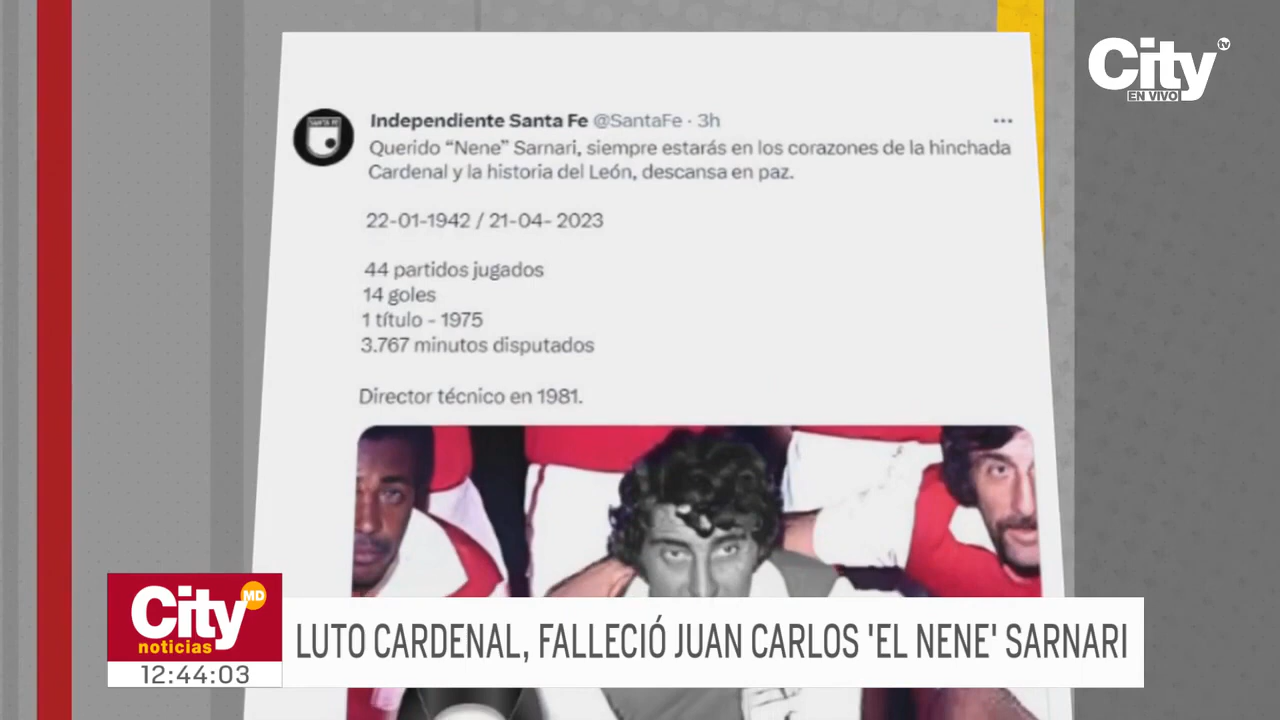 City tv
EN VIVO
SANTA FE
Independiente Santa Fe @SantaFe · 3h
Querido “Nene” Sarnari, siempre estarás en los corazones de la hinchada
Cardenal y la historia del León, descansa en paz.
22-01-1942 / 21-04- 2023
44 partidos jugados
14 goles
1 título - 1975
3.767 minutos disputados
Director técnico en 1981.
City MD
noticias
12:44:03
LUTO CARDENAL, FALLECIÓ JUAN CARLOS 'EL NENE' SARNARI